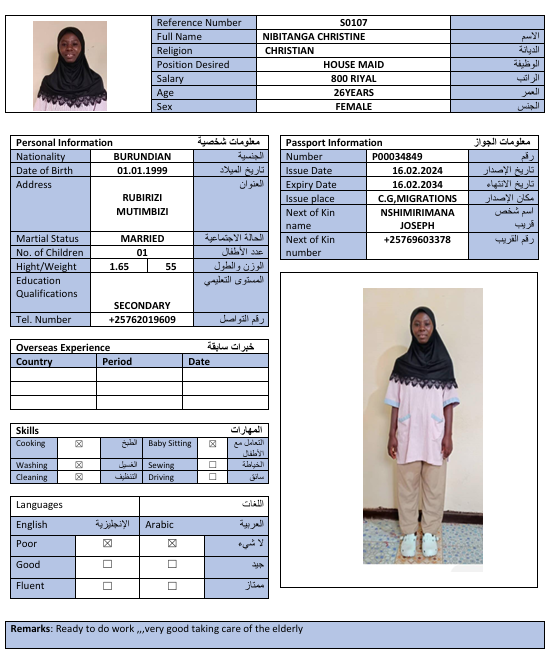 Reference Number S0107
Full Name NIBITANGA CHRISTINE الاسم
Religion CHRISTIAN الديانة
Position Desired HOUSE MAID الوظيفة
Salary 800 RIYAL الراتب
Age 26YEARS العمر
Sex FEMALE الجنس
Personal Information معلومات شخصية
Nationality BURUNDIAN الجنسية
Date of Birth 01.01.1999 تاريخ الميلاد
Address العنوان
RUBIRIZI
MUTIMBIZI
Martial Status MARRIED الحالة الاجتماعية
No. of Children 01 عدد الأطفال
Hight/Weight 1.65 55 الوزن والطول
Education المستوى التعليمي
Qualifications
SECONDARY
Tel. Number +25762019609 رقم التواصل
Passport Information معلومات الجواز
Number P00034849 رقم
Issue Date 16.02.2024 تاريخ الإصدار
Expiry Date 16.02.2034 تاريخ الانتهاء
Issue place C.G,MIGRATIONS مكان الإصدار
Next of Kin NSHIMIRIMANA اسم شخص
name JOSEPH قريب
Next of Kin +25769603378 رقم القريب
number
Overseas Experience خبرات سابقة
Country Period Date
Skills المهارات
Cooking ☒ الطبخ Baby Sitting ☒ التعامل مع
الأطفال
Washing ☒ الغسيل Sewing ☐ الخياطة
Cleaning ☒ التنظيف Driving ☐ سائق
Languages اللغات
English الإنجليزية Arabic العربية
Poor ☒ ☒ لا شيء
Good ☐ ☐ جيد
Fluent ☐ ☐ ممتاز
Remarks: Ready to do work ,,,very good taking care of the elderly